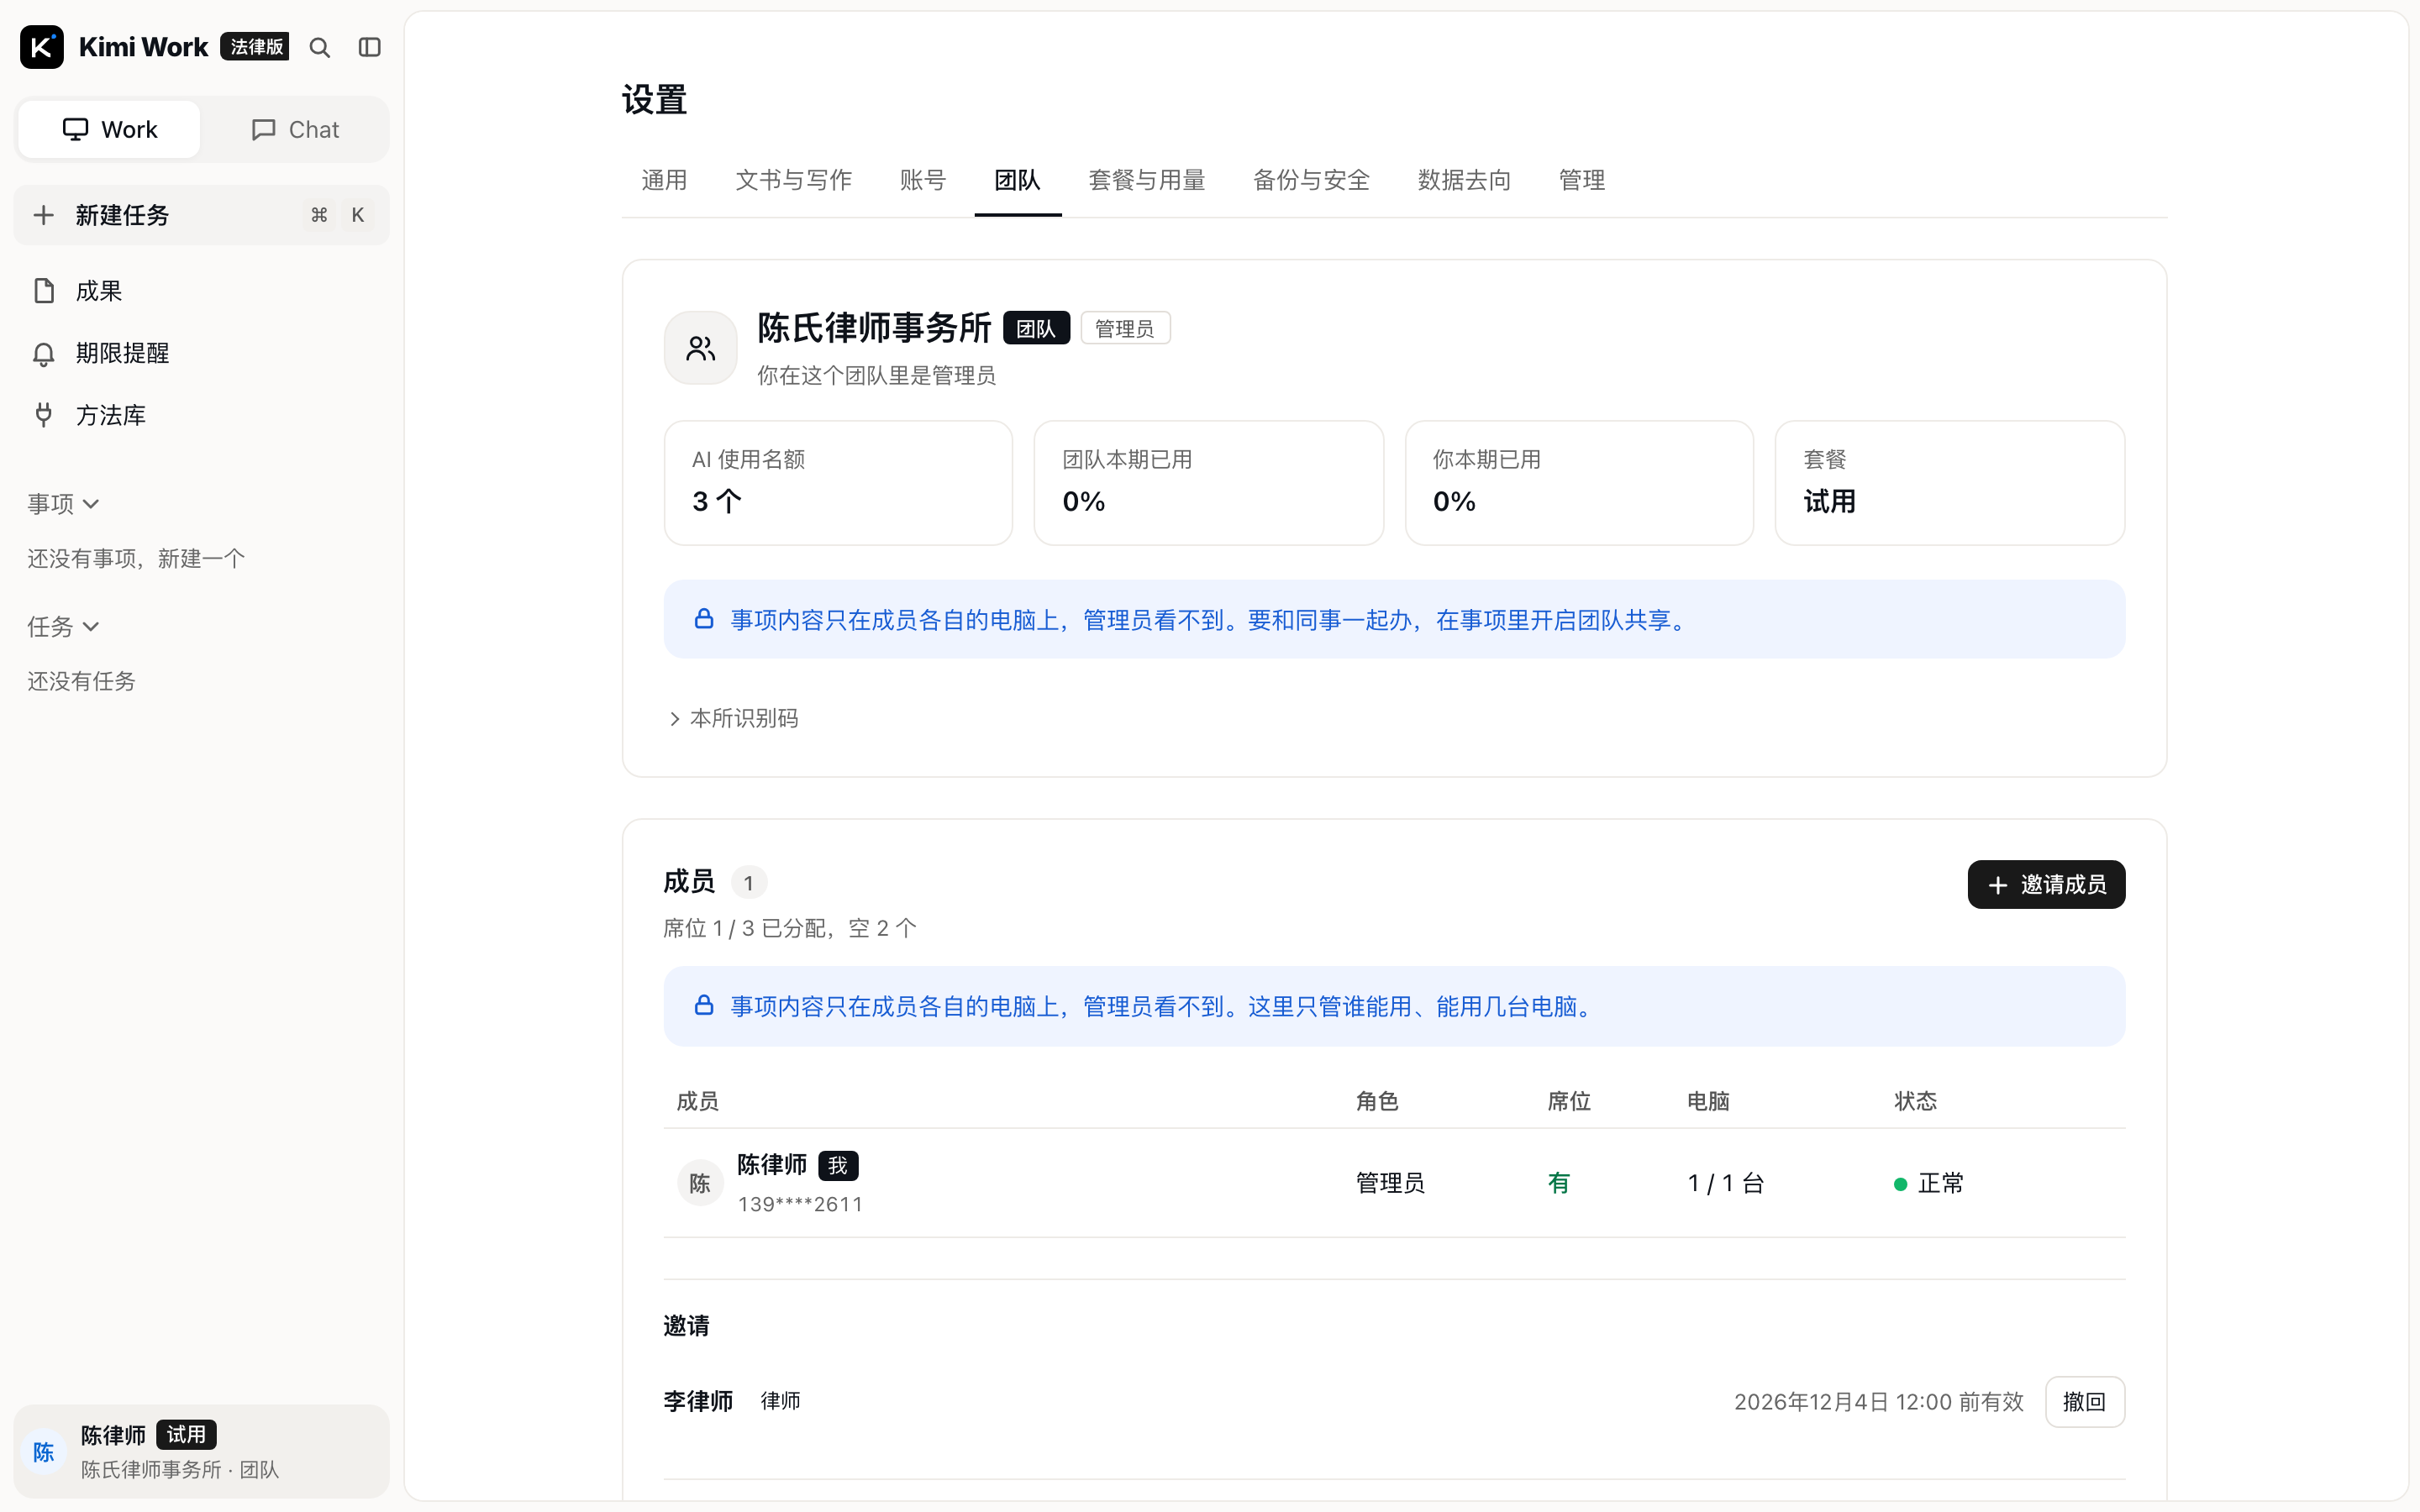 Kimi Work 法律版
Work
Chat
新建任务 ⌘ K
成果
期限提醒
方法库
事项
还没有事项，新建一个
任务
还没有任务
陈
陈律师 试用
陈氏律师事务所 · 团队
设置
通用 文书与写作 账号 团队 套餐与用量 备份与安全 数据去向 管理
陈氏律师事务所 团队 管理员
你在这个团队里是管理员
AI 使用名额
3 个
团队本期已用
0%
你本期已用
0%
套餐
试用
事项内容只在成员各自的电脑上，管理员看不到。要和同事一起办，在事项里开启团队共享。
本所识别码
成员 1
邀请成员
席位 1 / 3 已分配，空 2 个
事项内容只在成员各自的电脑上，管理员看不到。这里只管谁能用、能用几台电脑。
成员 角色 席位 电脑 状态
陈 陈律师 我
139****2611
管理员 有 1 / 1 台 正常
邀请
李律师 律师 2026年12月4日 12:00 前有效 撤回